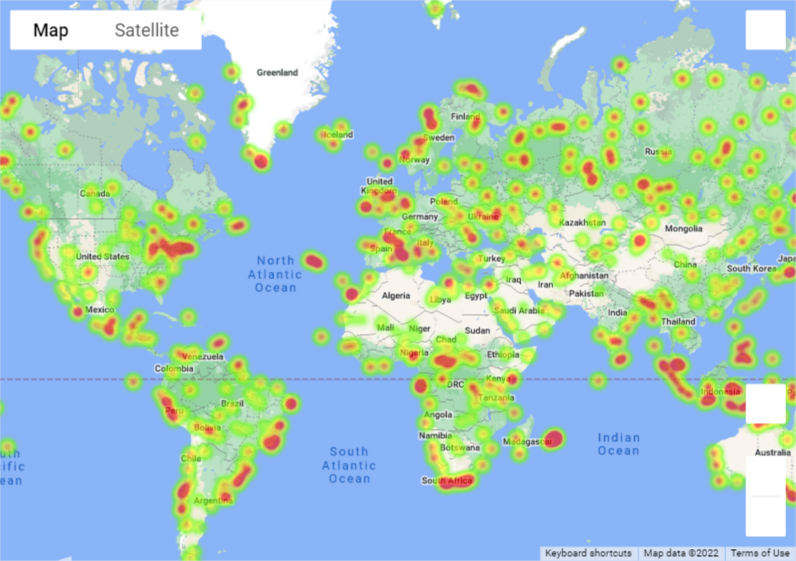 Map Satellite
Greenland
Iceland
Finland
Sweden
Norway
Russia
Canada
United
Kingdom
Poland
Germany
Ukraine
Kazakhstan
Mongolia
France
Italy
Spain
United States
North
Atlantic
Ocean
Turkey
China
South Korea
Japa
Afghanistan
Iraq
Iran
Pakistan
Algeria
Libya
Egypt
Saudi Arabia
Mexico
India
Thailand
Mali
Niger
Sudan
Chad
Nigeria
Ethiopia
Venezuela
Colombia
DRC
Kenya
Indonesia
Peru
Brazil
Tanzania
Angola
Bolivia
Namibia
Botswana
Madagascar
Indian
Ocean
South
Atlantic
Ocean
Chile
South Africa
Argentina
Australia
uth
ific
ean
Keyboard shortcuts Map data ©2022 Terms of Use